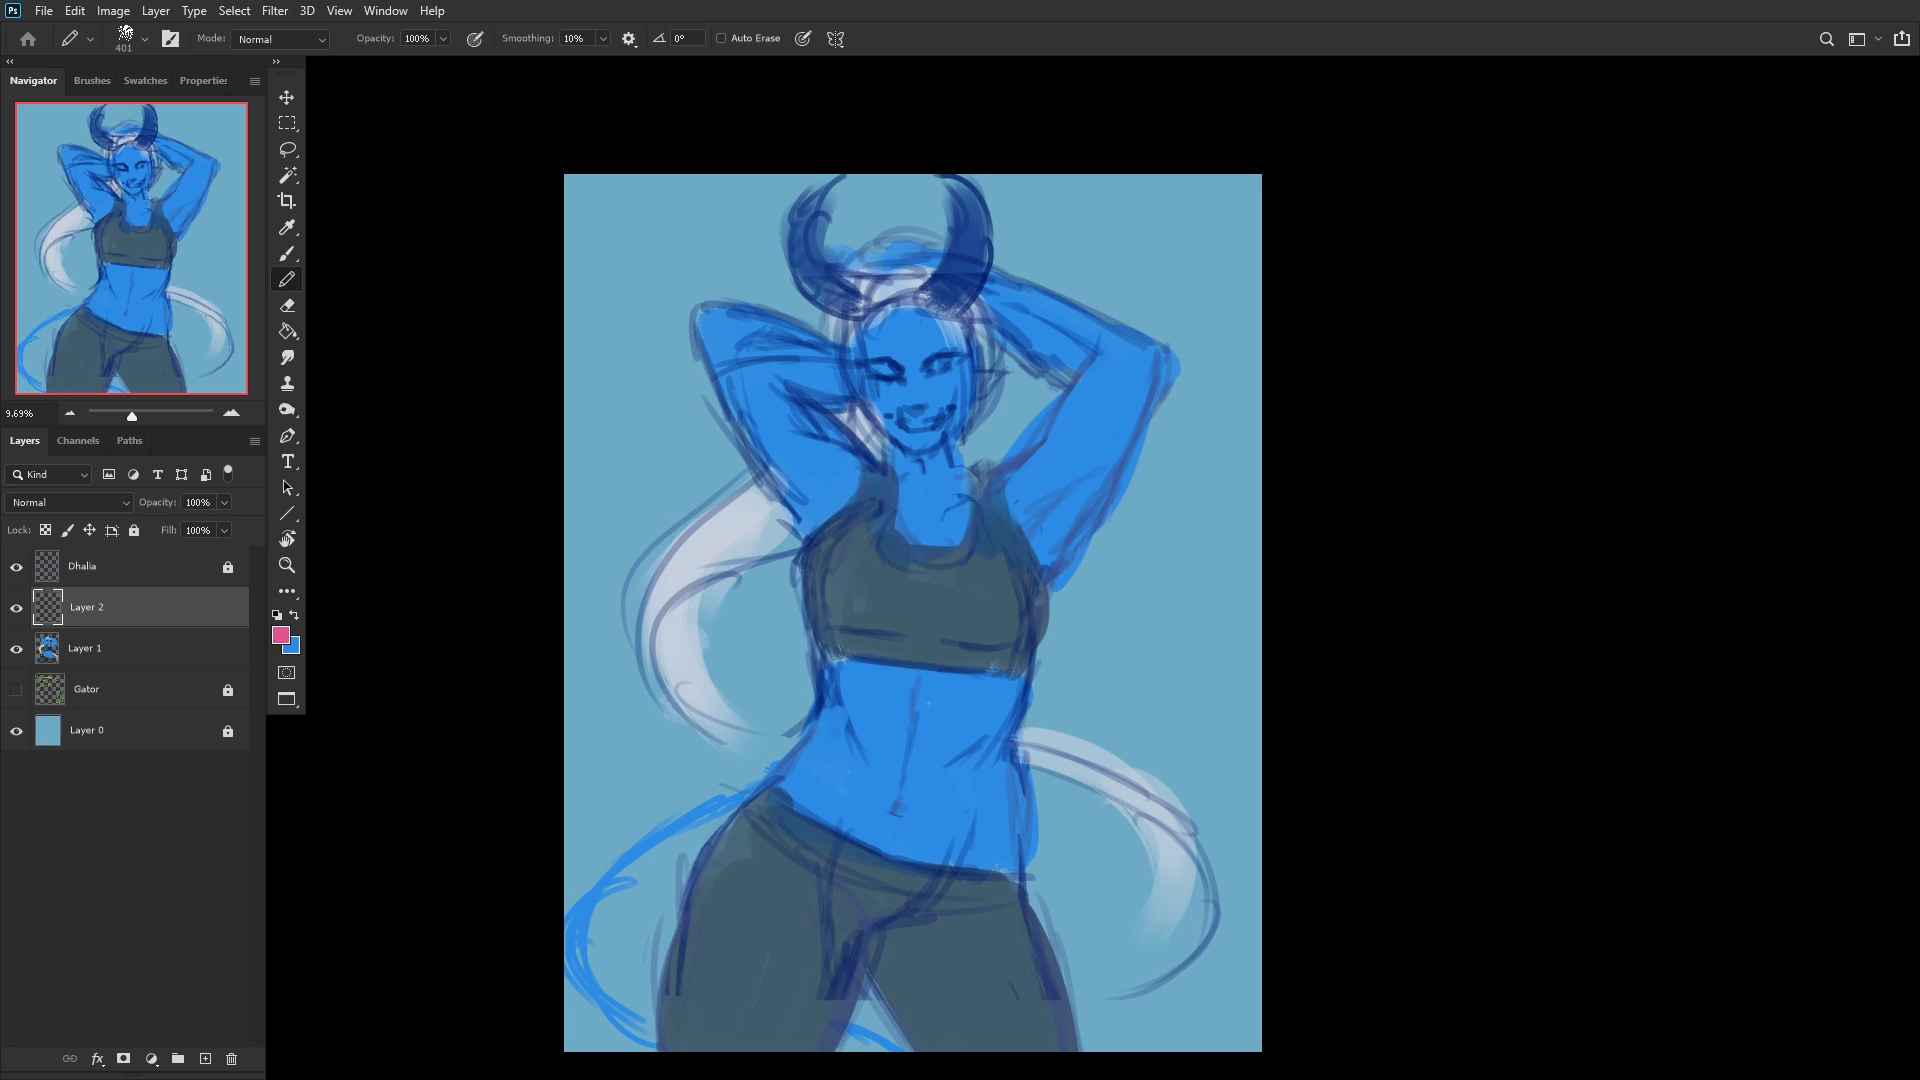 Ps File Edit Image Layer Type Select Filter 3D View Window Help
401 Mode: Normal Opacity: 100% Smoothing: 10% 0° Auto Erase
Navigator Brushes Swatches Properties
9.69%
Layers Channels Paths
Kind
Normal Opacity: 100%
Lock: Fill: 100%
Dhalia
Layer 2
Layer 1
Gator
Layer 0
fx